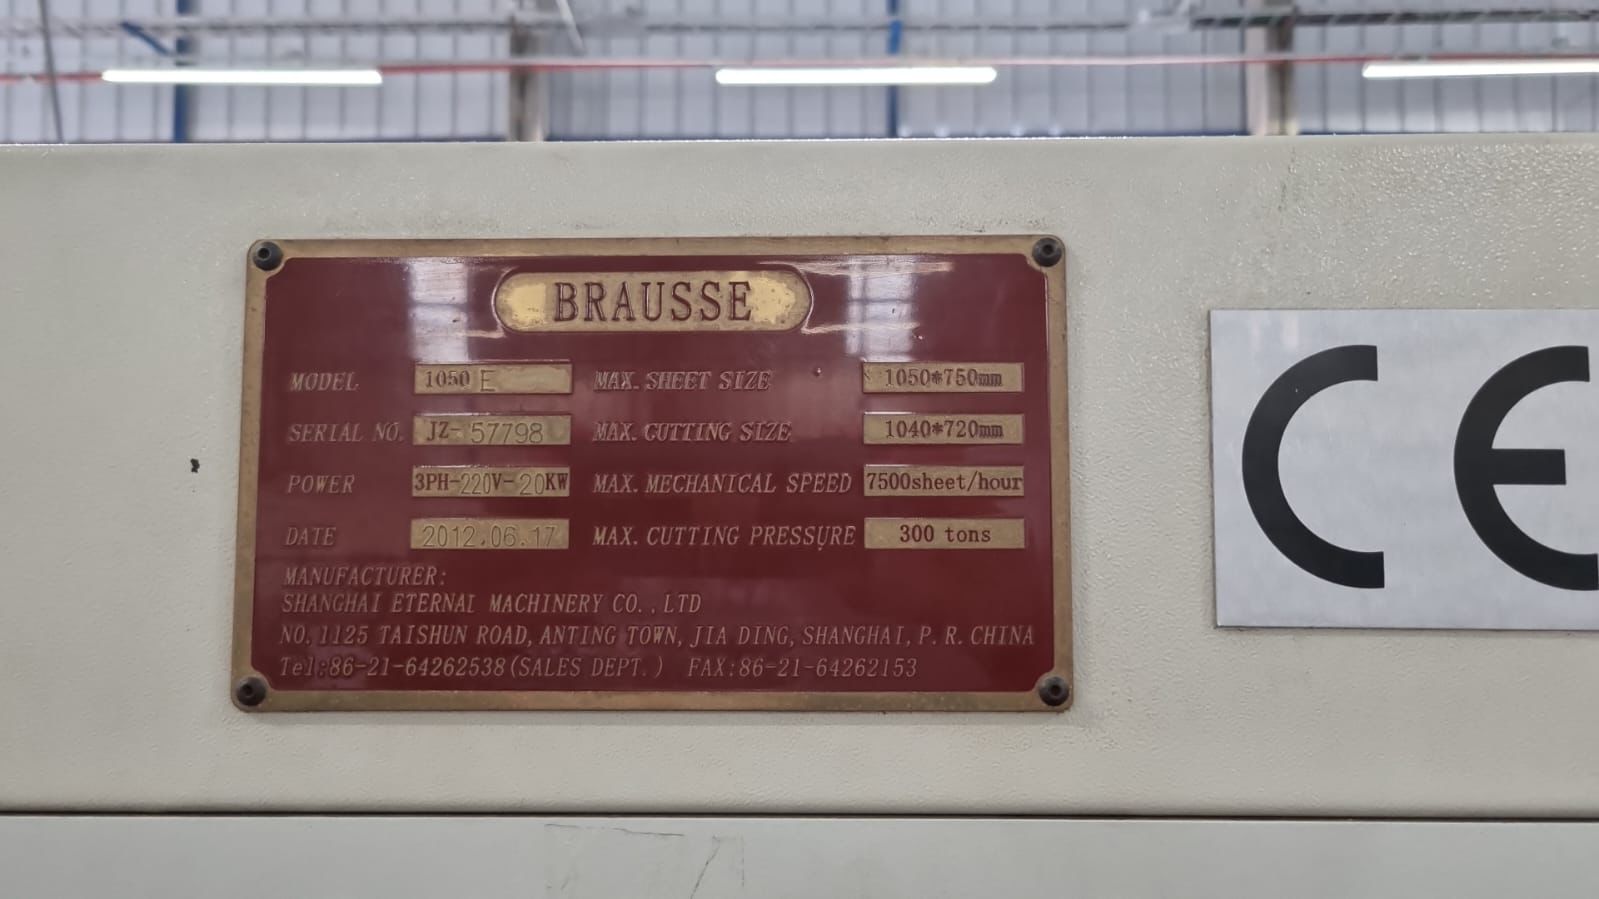 BRAUSSE
MODEL 1050 E MAX. SHEET SIZE 1050*750mm
SERIAL NO. JZ-57798 MAX. CUTTING SIZE 1040*720mm
POWER 3PH-220V-20KW MAX. MECHANICAL SPEED 7500sheet/hour
DATE 2012.06.17 MAX. CUTTING PRESSURE 300 tons
MANUFACTURER:
SHANGHAI ETERNAL MACHINERY CO.,LTD
NO.1125 TAISHUN ROAD, ANTING TOWN, JIA DING, SHANGHAI, P.R.CHINA
Tel:86-21-64262538(SALES DEPT.) FAX:86-21-64262153
CE